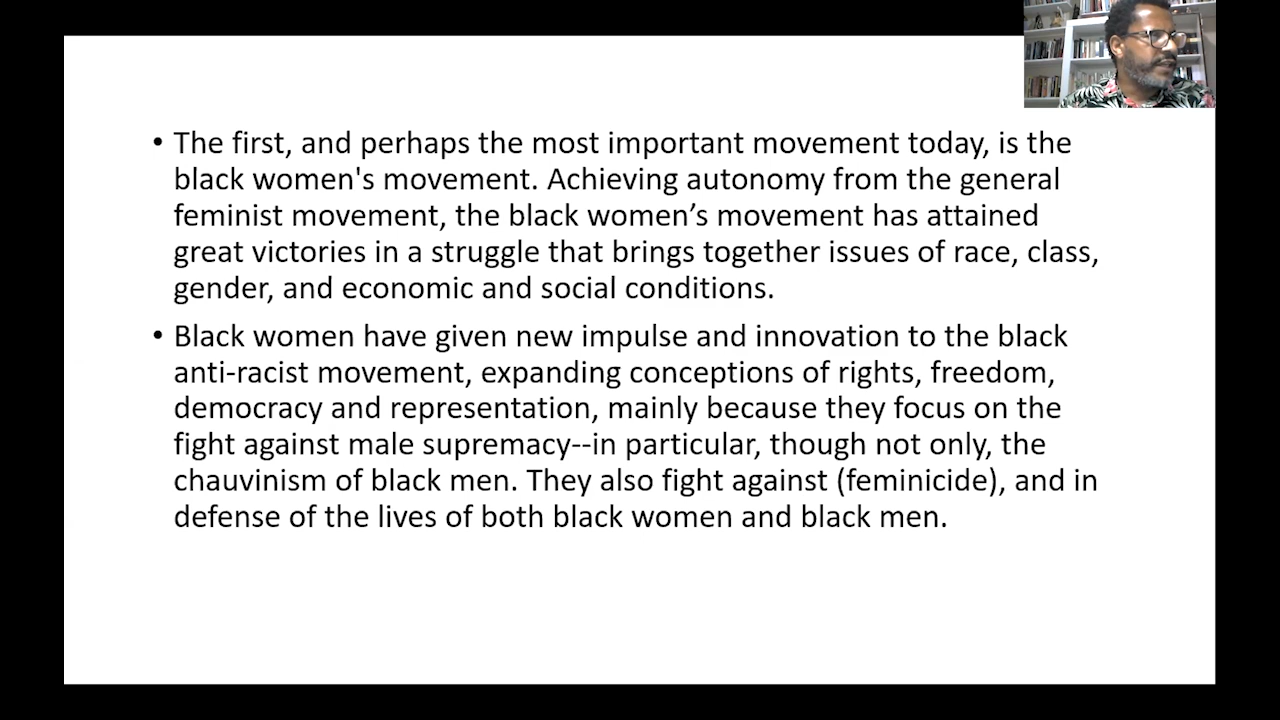 • The first, and perhaps the most important movement today, is the
black women's movement. Achieving autonomy from the general
feminist movement, the black women’s movement has attained
great victories in a struggle that brings together issues of race, class,
gender, and economic and social conditions.
• Black women have given new impulse and innovation to the black
anti-racist movement, expanding conceptions of rights, freedom,
democracy and representation, mainly because they focus on the
fight against male supremacy--in particular, though not only, the
chauvinism of black men. They also fight against (feminicide), and in
defense of the lives of both black women and black men.